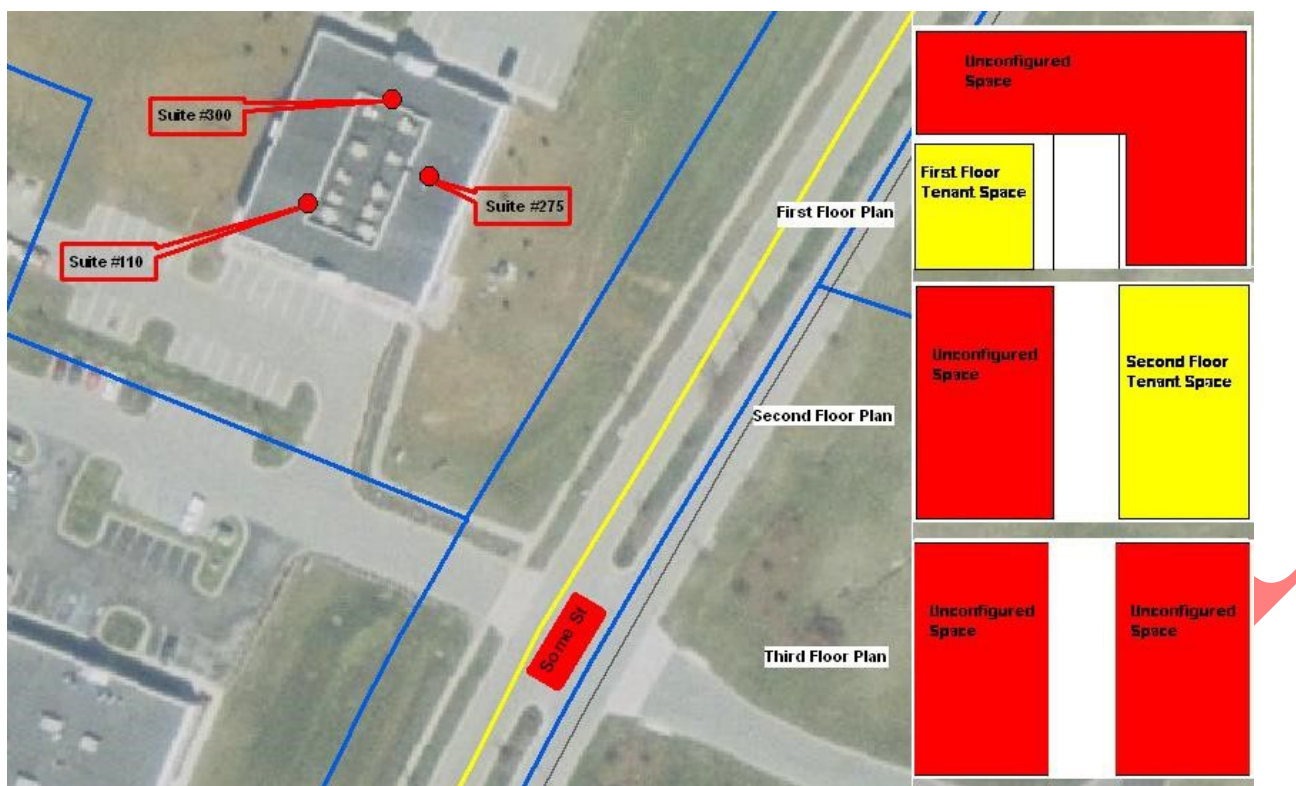 Suite #300
Suite #275
Suite #110
First Floor Plan
Second Floor Plan
Third Floor Plan
Some St
Unconfigured
Space
First Floor
Tenant Space
Unconfigured
Space
Second Floor
Tenant Space
Unconfigured
Space
Unconfigured
Space